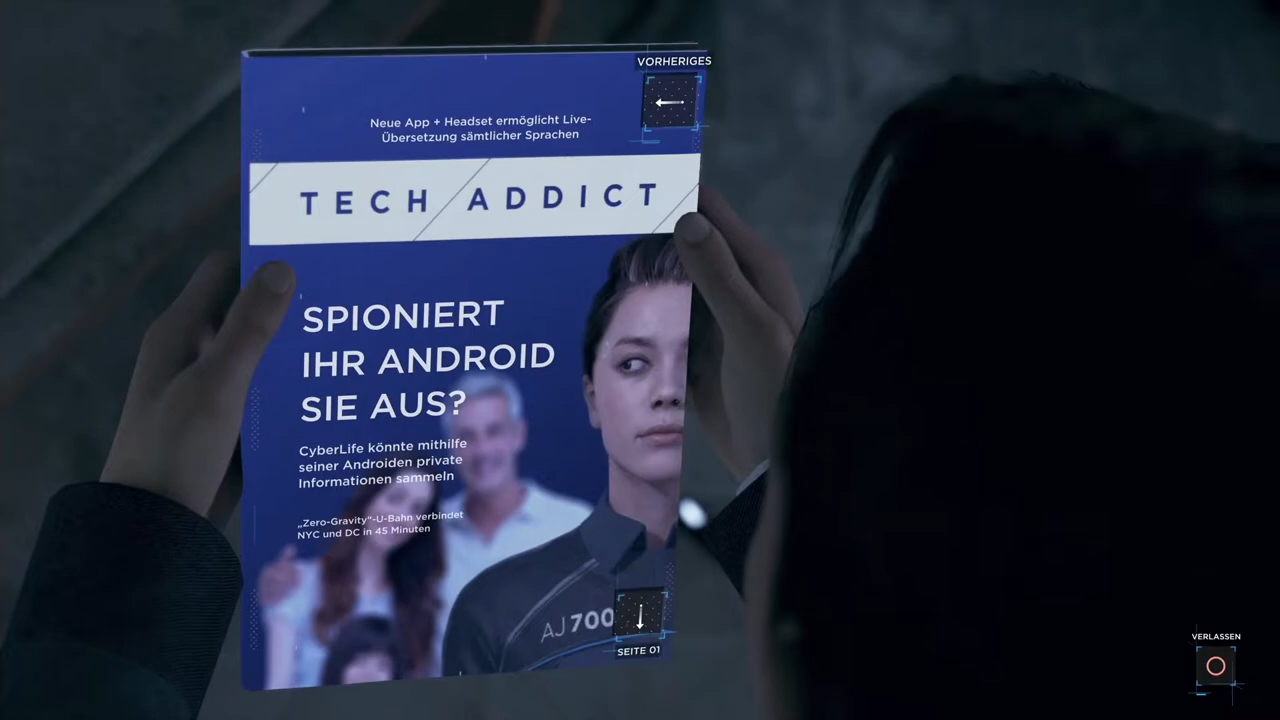 VORHERIGES
Neue App + Headset ermöglicht Live-
Übersetzung sämtlicher Sprachen
TECH ADDICT
SPIONIERT
IHR ANDROID
SIE AUS?
CyberLife könnte mithilfe
seiner Androiden private
Informationen sammeln
„Zero-Gravity"-U-Bahn verbindet
NYC und DC in 45 Minuten
AJ700
SEITE 01
VERLASSEN